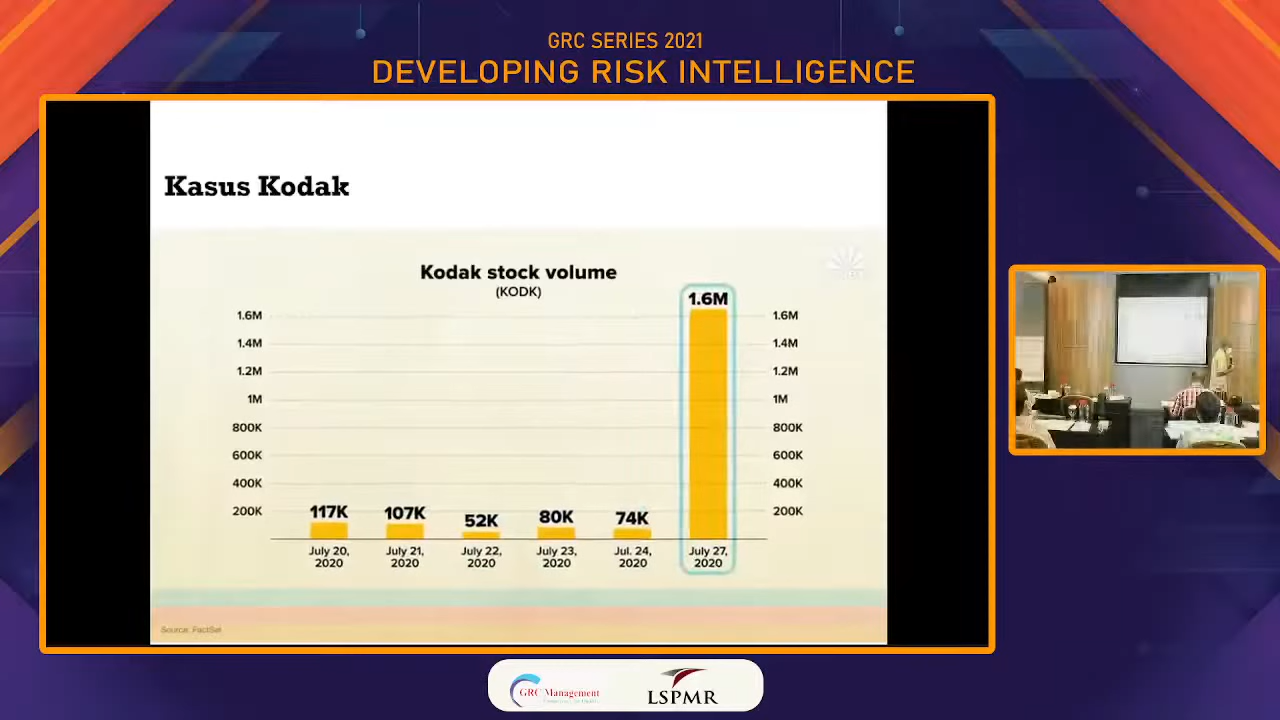 GRC SERIES 2021
DEVELOPING RISK INTELLIGENCE
Kasus Kodak
Kodak stock volume
(KODK)
1.6M 1.6M 1.6M
1.4M 1.4M
1.2M 1.2M
1M 1M
800K 800K
600K 600K
400K 400K
200K 117K 107K 52K 80K 74K 200K
July 20, July 21, July 22, July 23, Jul. 24, July 27,
2020 2020 2020 2020 2020 2020
Source: FactSet
GRC Management
LSPMR